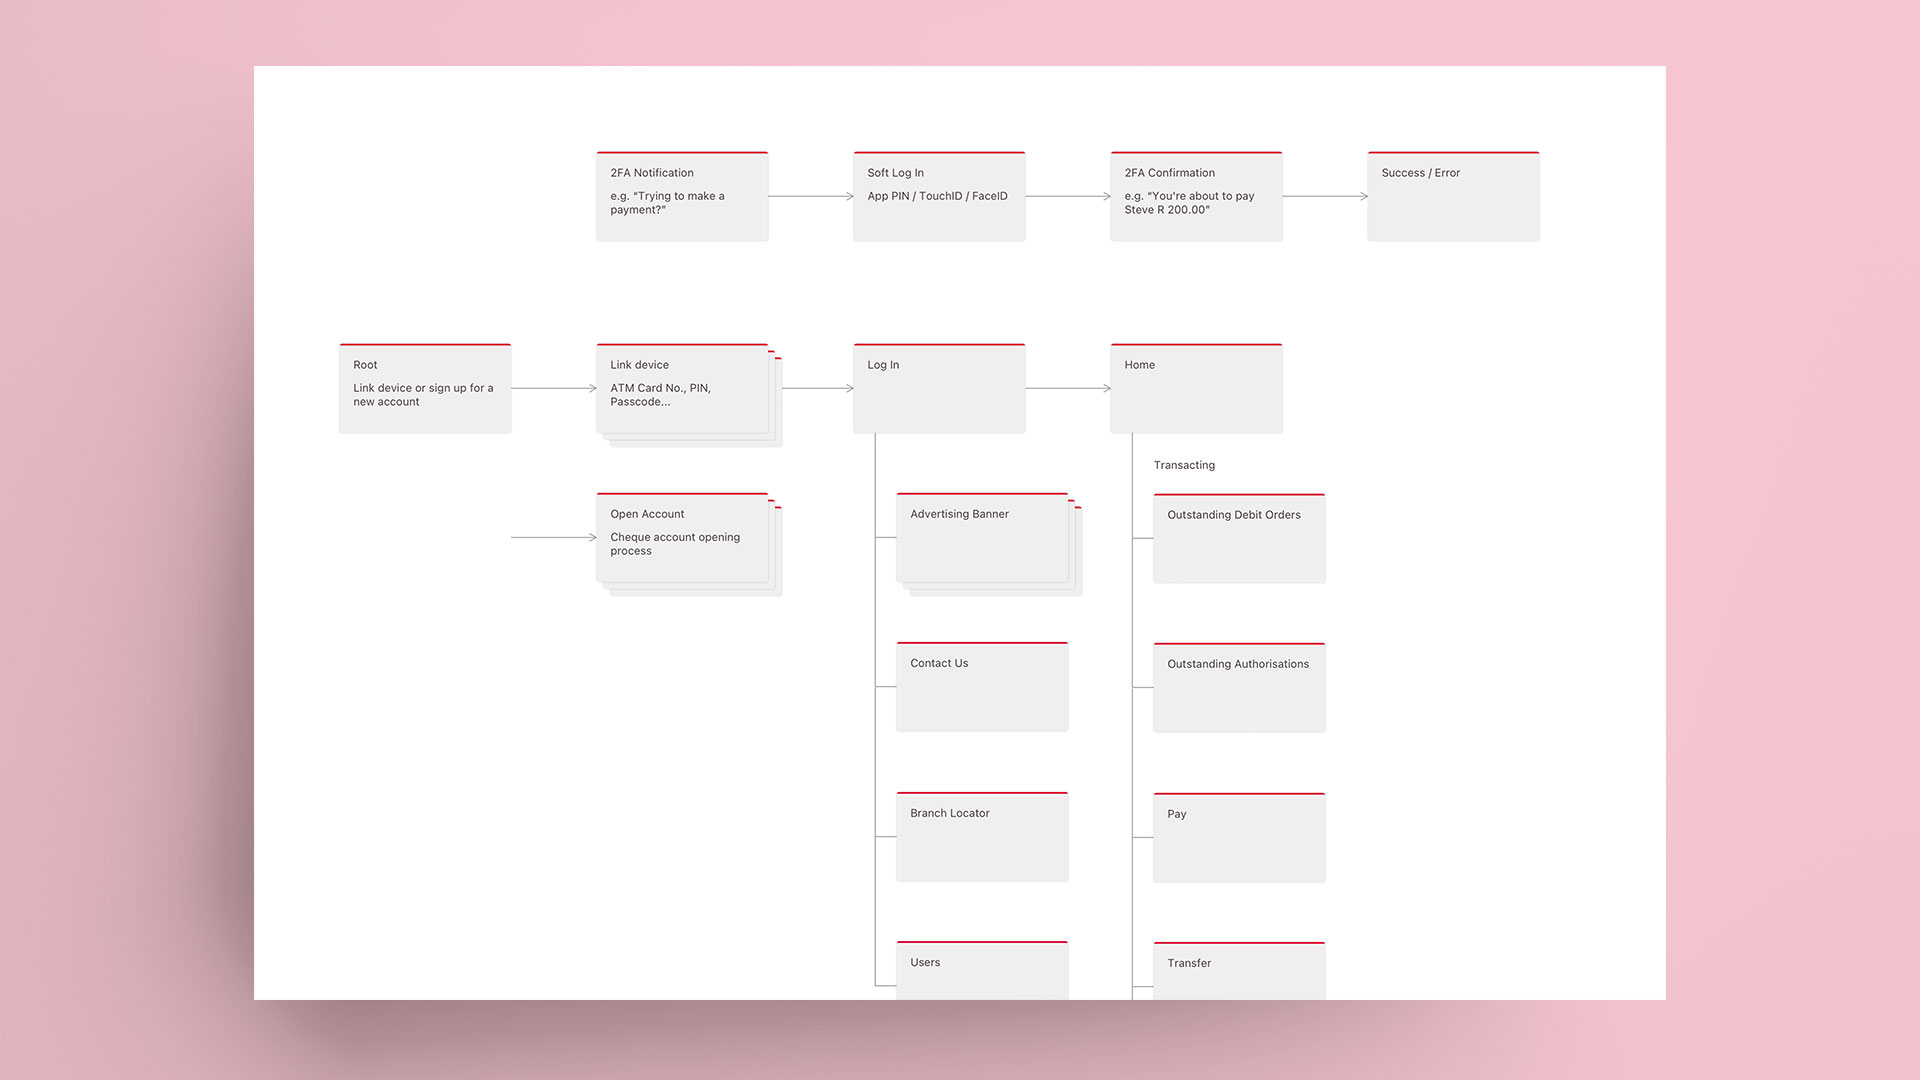 2FA Notification
e.g. “Trying to make a
payment?”
Soft Log In
App PIN / TouchID / FaceID
2FA Confirmation
e.g. “You're about to pay
Steve R 200.00”
Success / Error
Root
Link device or sign up for a
new account
Link device
ATM Card No., PIN,
Passcode...
Log In
Home
Transacting
Open Account
Cheque account opening
process
Advertising Banner
Outstanding Debit Orders
Contact Us
Outstanding Authorisations
Branch Locator
Pay
Users
Transfer